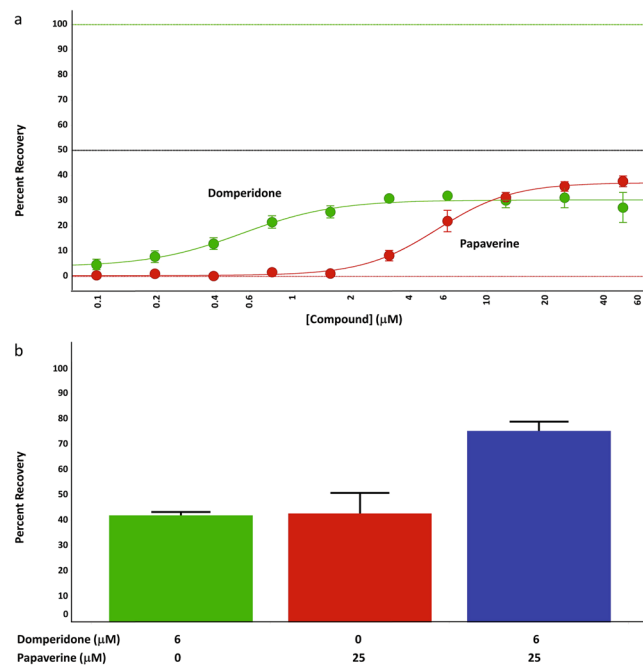 a
100
90
80
70
60
50
40
30
20
10
0
Percent Recovery
Domperidone
Papaverine
0.1 0.2 0.4 0.6 1 2 4 6 10 20 40 60
[Compound] (μM)
b
100
90
80
70
60
50
40
30
20
10
0
Percent Recovery
Domperidone (μM) 6 0 6
Papaverine (μM) 0 25 25